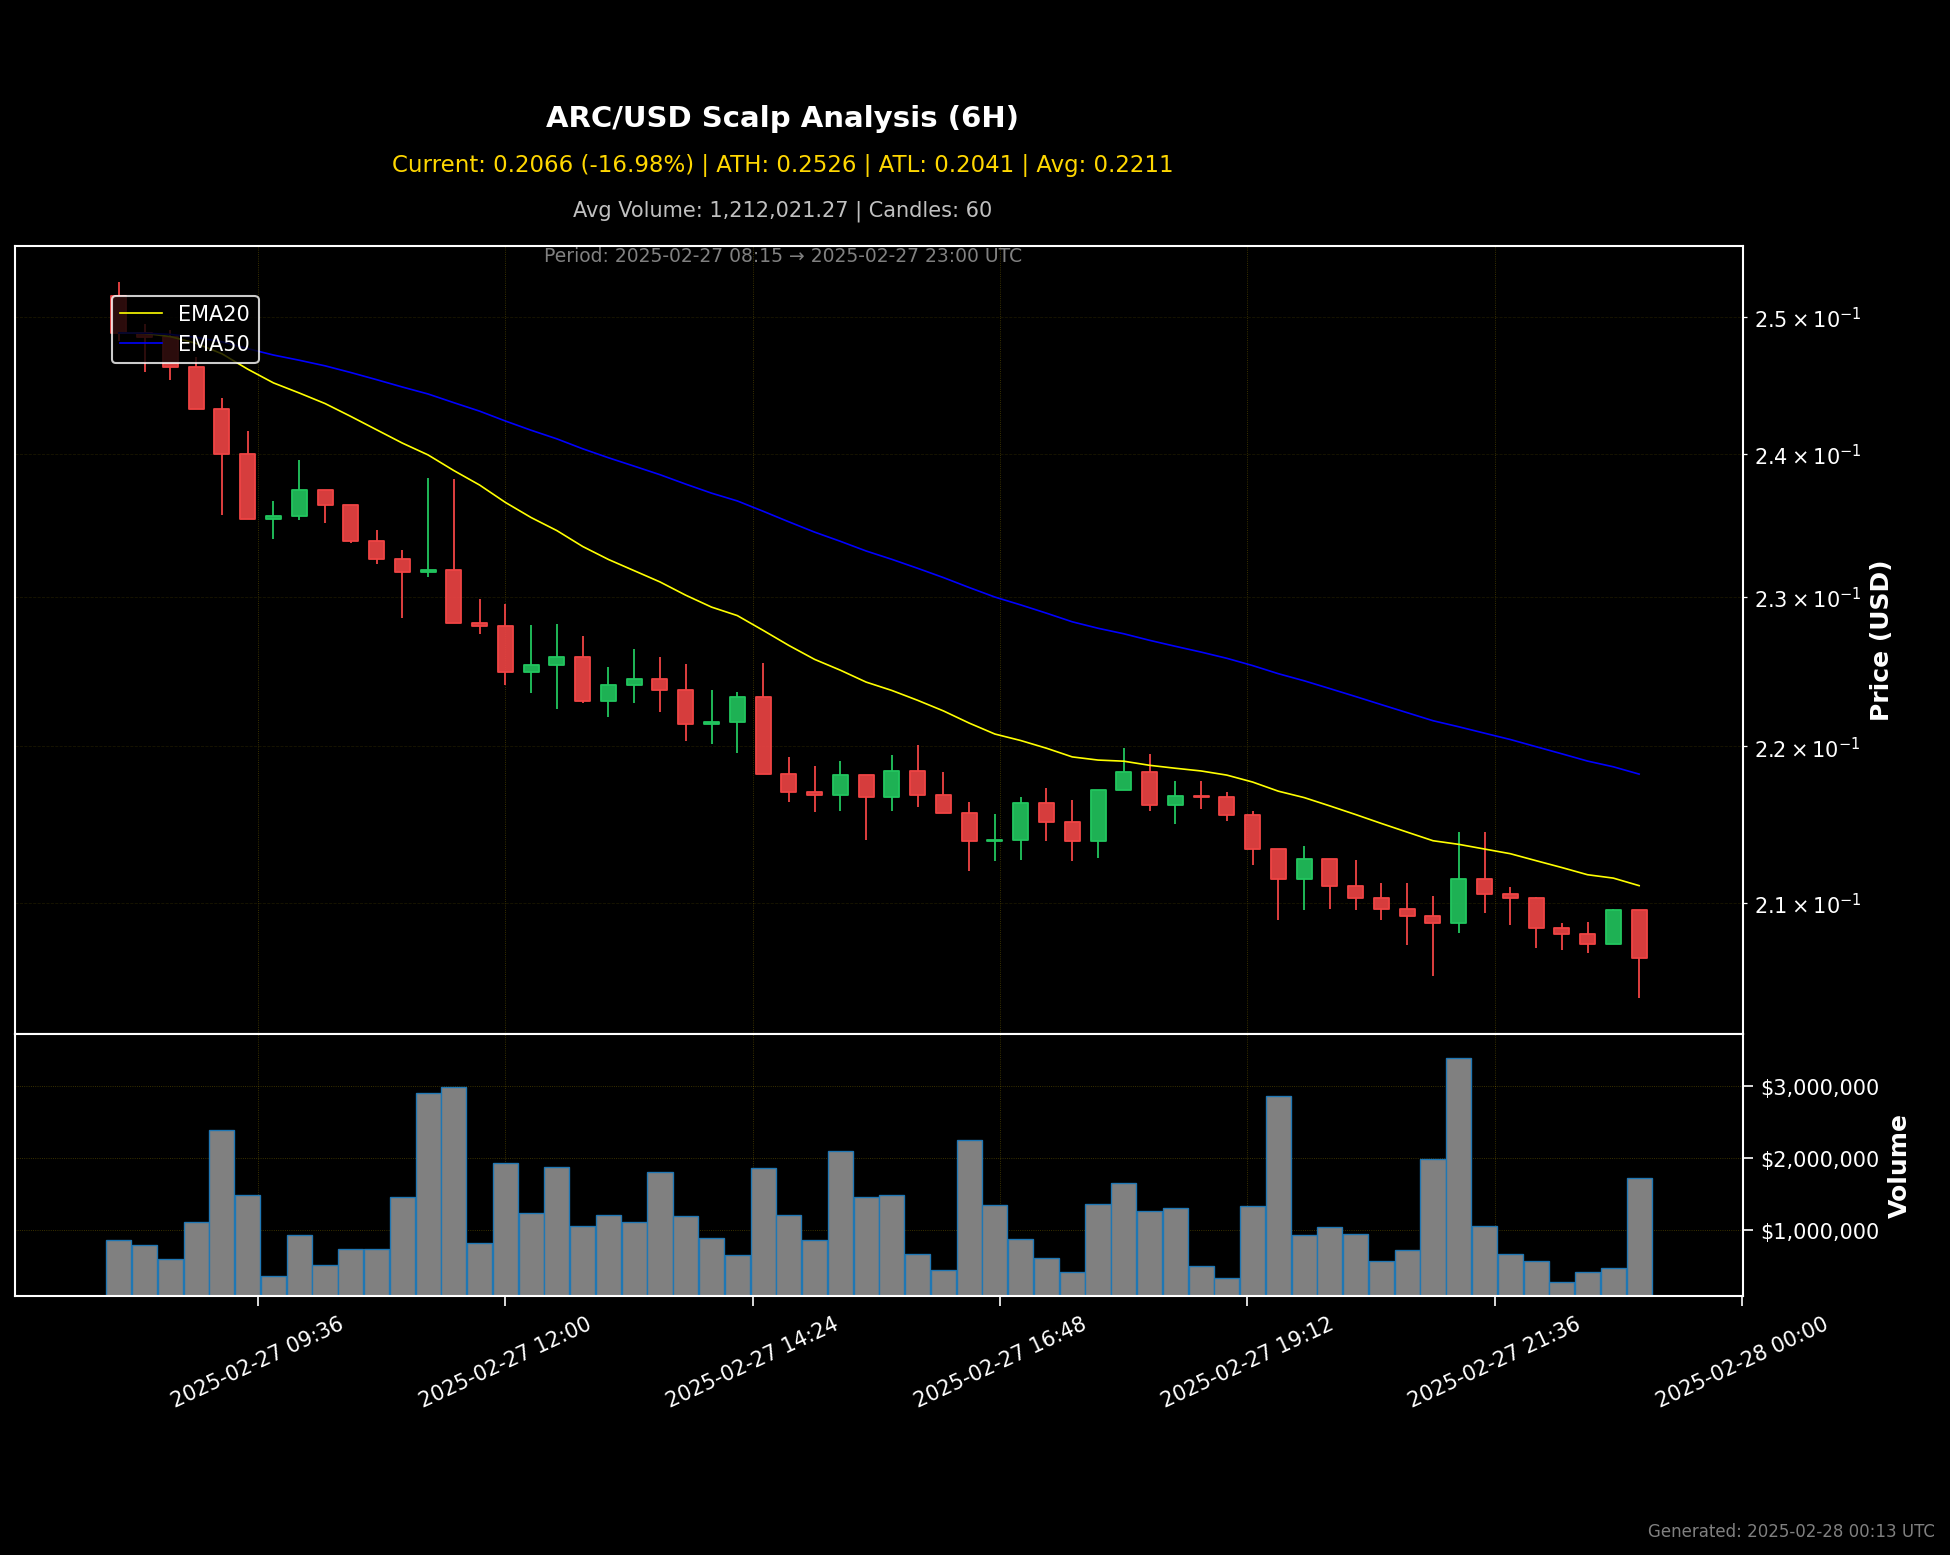 ARC/USD Scalp Analysis (6H)
Current: 0.2066 (-16.98%) | ATH: 0.2526 | ATL: 0.2041 | Avg: 0.2211
Avg Volume: 1,212,021.27 | Candles: 60
Period: 2025-02-27 08:15 → 2025-02-27 23:00 UTC
EMA20
EMA50
2.5 × 10⁻¹
2.4 × 10⁻¹
2.3 × 10⁻¹
2.2 × 10⁻¹
2.1 × 10⁻¹
Price (USD)
$3,000,000
$2,000,000
$1,000,000
Volume
2025-02-27 09:36
2025-02-27 12:00
2025-02-27 14:24
2025-02-27 16:48
2025-02-27 19:12
2025-02-27 21:36
2025-02-28 00:00
Generated: 2025-02-28 00:13 UTC